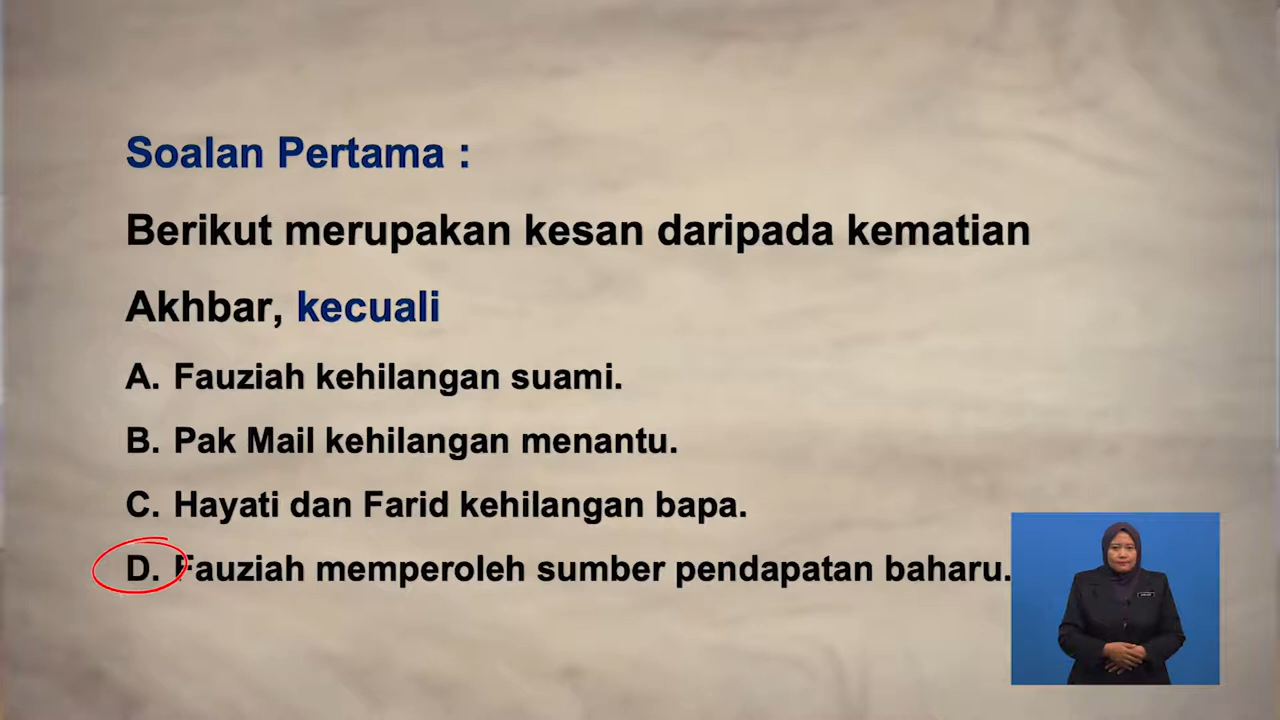 Soalan Pertama :
Berikut merupakan kesan daripada kematian
Akhbar, kecuali
A. Fauziah kehilangan suami.
B. Pak Mail kehilangan menantu.
C. Hayati dan Farid kehilangan bapa.
D. Fauziah memperoleh sumber pendapatan baharu.